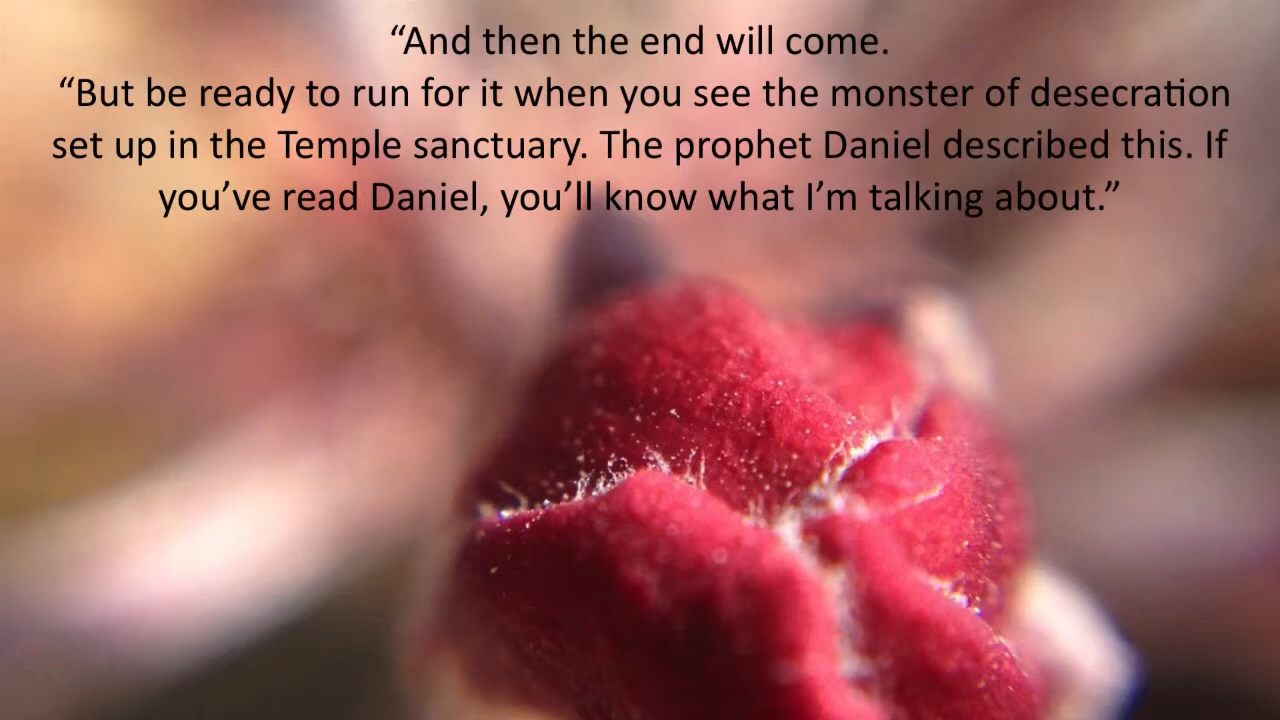 “And then the end will come.
“But be ready to run for it when you see the monster of desecration
set up in the Temple sanctuary. The prophet Daniel described this. If
you’ve read Daniel, you’ll know what I’m talking about.”